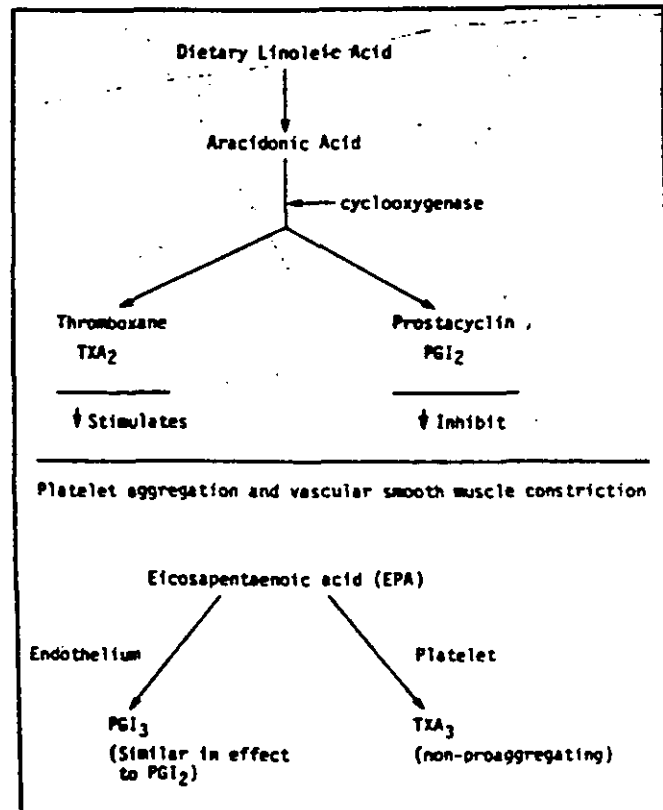 Dietary Linoleic Acid
Aracidonic Acid
cyclooxygenase
Thromboxane Prostacyclin
TXA2 PGI2
Stimulates Inhibit
Platelet aggregation and vascular smooth muscle constriction
Eicosapentaenoic acid (EPA)
Endothelium Platelet
PGI3 TXA3
(Similar in effect (non-proaggregating)
to PGI2)